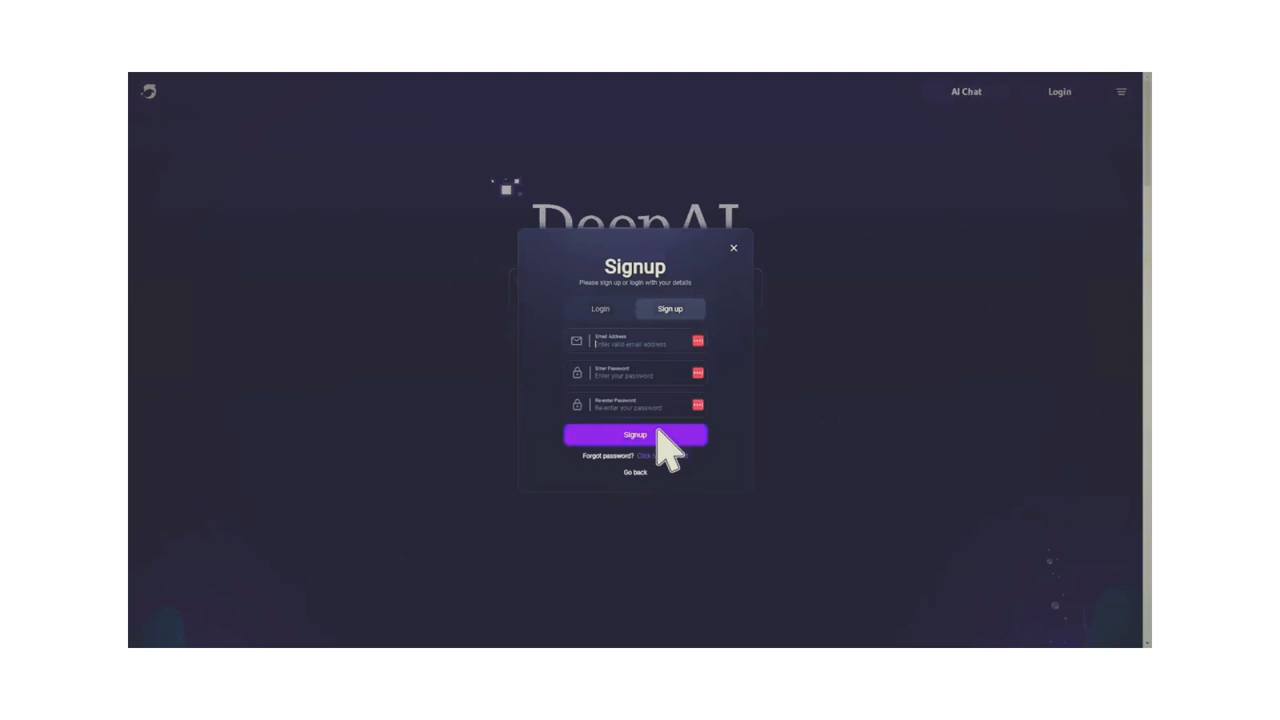 AI Chat
Login
DeepAI
Signup
Please sign up or login with your details
Login
Sign up
Email Address
Enter valid email address
Enter Password
Enter your password
Re-enter Password
Re-enter your password
Signup
Forgot password? Click
Go back